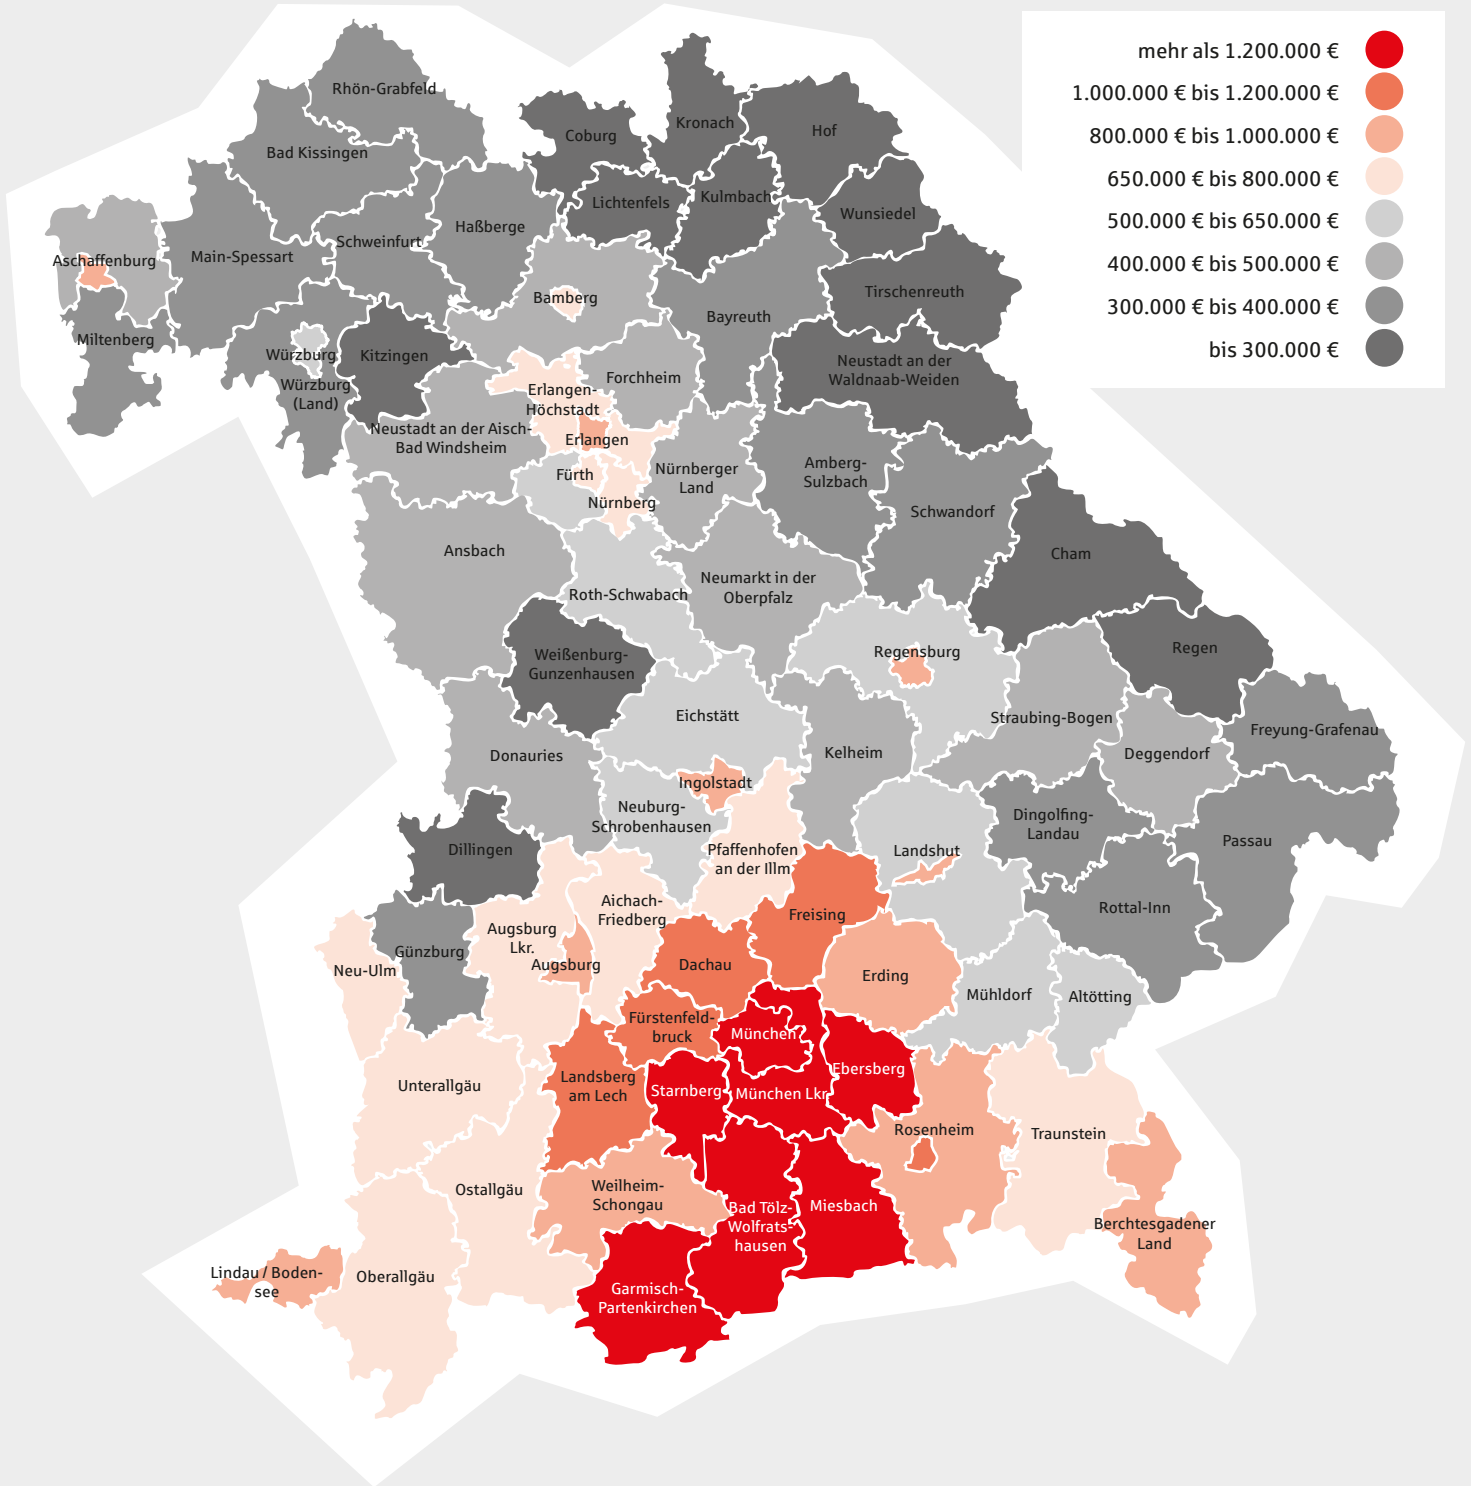 mehr als 1.200.000 €
1.000.000 € bis 1.200.000 €
800.000 € bis 1.000.000 €
650.000 € bis 800.000 €
500.000 € bis 650.000 €
400.000 € bis 500.000 €
300.000 € bis 400.000 €
bis 300.000 €
Rhön-Grabfeld
Coburg
Kronach
Hof
Bad Kissingen
Lichtenfels
Kulmbach
Wunsiedel
Haßberge
Schweinfurt
Main-Spessart
Aschaffenburg
Tirschenreuth
Bamberg
Bayreuth
Miltenberg
Würzburg
Kitzingen
Würzburg
(Land)
Neustadt an der
Waldnaab-Weiden
Forchheim
Erlangen-
Höchstadt
Erlangen
Neustadt an der Aisch-
Bad Windsheim
Fürth
Nürnberg
Nürnberger
Land
Amberg-
Sulzbach
Schwandorf
Ansbach
Cham
Neumarkt in der
Oberpfalz
Roth-Schwabach
Regensburg
Regen
Weißenburg-
Gunzenhausen
Eichstätt
Straubing-Bogen
Freyung-Grafenau
Donauries
Kelheim
Deggendorf
Ingolstadt
Neuburg-
Schrobenhausen
Dingolfing-
Landau
Passau
Dillingen
Pfaffenhofen
an der Illm
Landshut
Aichach-
Friedberg
Freising
Rottal-Inn
Augsburg
Lkr.
Augsburg
Günzburg
Neu-Ulm
Dachau
Erding
Mühldorf
Altötting
Fürstenfeld-
bruck
München
Ebersberg
Unterallgäu
Landsberg
am Lech
Starnberg
München Lkr.
Rosenheim
Traunstein
Ostallgäu
Weilheim-
Schongau
Bad Tölz-
Wolfrats-
hausen
Miesbach
Berchtesgadener
Land
Lindau / Boden-
see
Oberallgäu
Garmisch-
Partenkirchen